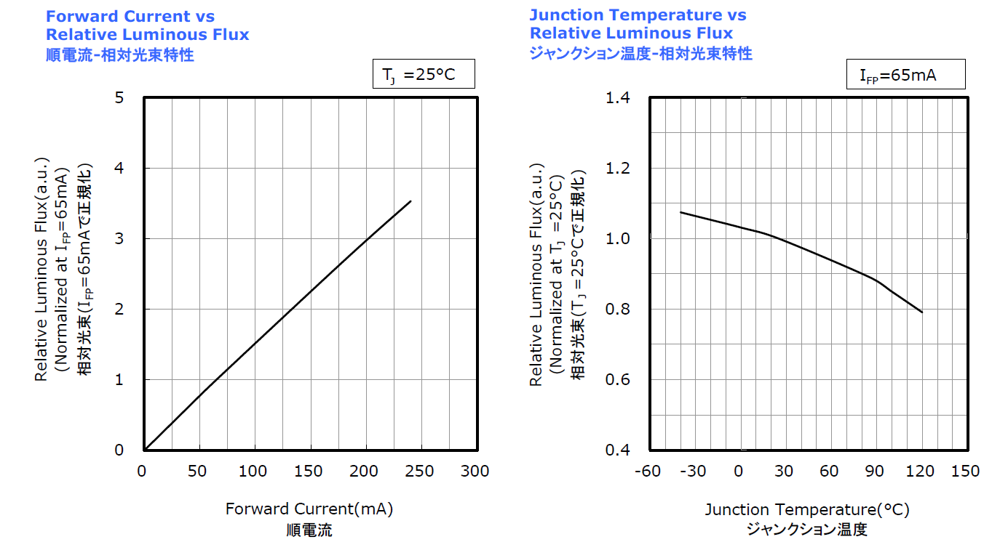 Forward Current vs
Relative Luminous Flux
順電流-相対光束特性
TJ =25°C
5
4
3
2
1
0
Relative Luminous Flux(a.u.)
(Normalized at IFP=65mA)
相対光束(IFP=65mAで正規化)
0 50 100 150 200 250 300
Forward Current(mA)
順電流
Junction Temperature vs
Relative Luminous Flux
ジャンクション温度-相対光束特性
IFP=65mA
1.4
1.2
1.0
0.8
0.6
0.4
Relative Luminous Flux(a.u.)
(Normalized at TJ =25°C)
相対光束(TJ =25°Cで正規化)
-60 -30 0 30 60 90 120 150
Junction Temperature(°C)
ジャンクション温度